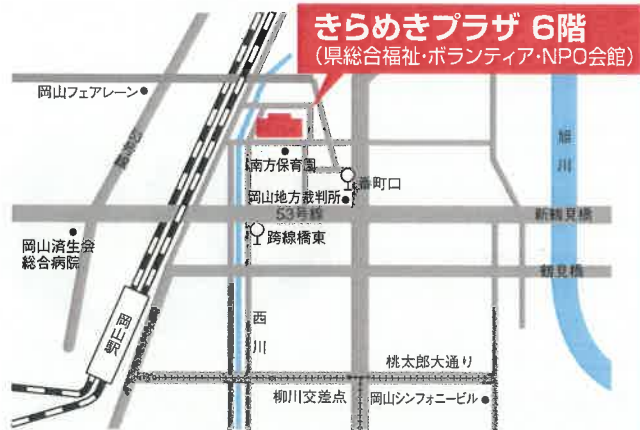 きらめきプラザ 6階
(県総合福祉・ボランティア・NPO会館)
岡山フェアレーン
旭川
南方保育園
番町口
岡山地方裁判所
53号線
新鶴見橋
岡山済生会
総合病院
跨線橋東
鶴見橋
岡山駅
西川
桃太郎大通り
柳川交差点
岡山シンフォニービル